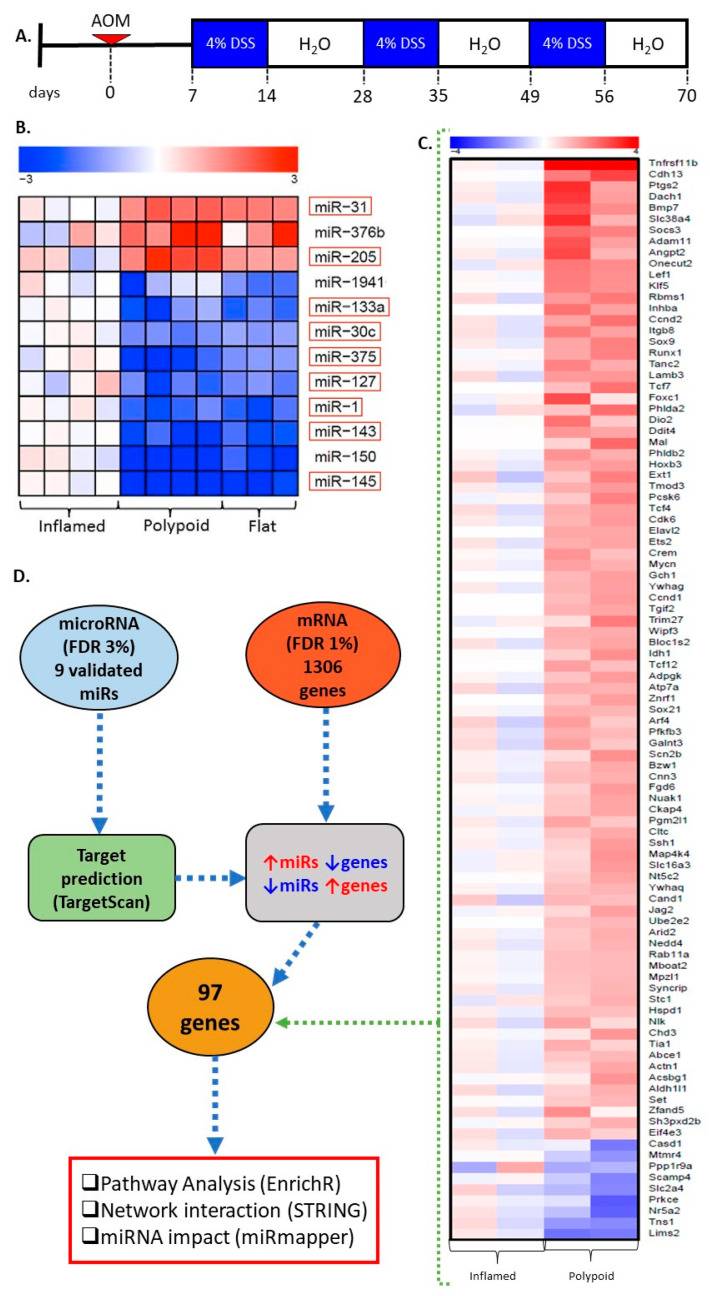 A.
AOM
4% DSS
H₂O
4% DSS
H₂O
4% DSS
H₂O
days
0
7
14
28
35
49
56
70
B.
−3
3
miR−31
miR−376b
miR−205
miR−1941
miR−133a
miR−30c
miR−375
miR−127
miR−1
miR−143
miR−150
miR−145
Inflamed
Polypoid
Flat
C.
−4
4
Tnfrsf11b
Cdh13
Ptgs2
Dach1
Bmp7
Slc38a4
Socs3
Adam11
Angpt2
Onecut2
Lef1
Klf5
Rbms1
Inhba
Ccnd2
Itgb8
Sox9
Runx1
Tanc2
Lamb3
Tcf7
Foxc1
Phlda2
Dio2
Ddit4
Mal
Phldb2
Hoxb3
Ext1
Tmod3
Pcsk6
Tcf4
Cdk6
Elavl2
Ets2
Crem
Mycn
Gch1
Ywhag
Ccnd1
Tgif2
Trim27
Wipf3
Bloc1s2
Idh1
Tcf12
Adpgk
Atp7a
Znrf1
Sox21
Arf4
Pfkfb3
Galnt3
Scn2b
Bzw1
Cnn3
Fgd6
Nuak1
Ckap4
Pgm2l1
Cltc
Ssh1
Map4k4
Slc16a3
Nt5c2
Ywhaq
Cand1
Jag2
Ube2e2
Arid2
Nedd4
Rab11a
Mboat2
Mpzl1
Syncrip
Stc1
Hspd1
Nlk
Chd3
Tia1
Abce1
Actn1
Acsbg1
Aldh1l1
Set
Zfand5
Sh3pxd2b
Eif4e3
Casd1
Mtmr4
Ppp1r9a
Scamp4
Slc2a4
Prkce
Nr5a2
Tns1
Lims2
Inflamed
Polypoid
D.
microRNA
(FDR 3%)
9 validated
miRs
mRNA
(FDR 1%)
1306
genes
Target
prediction
(TargetScan)
↑miRs ↓genes
↓miRs ↑genes
97
genes
❑Pathway Analysis (EnrichR)
❑Network interaction (STRING)
❑miRNA impact (miRmapper)